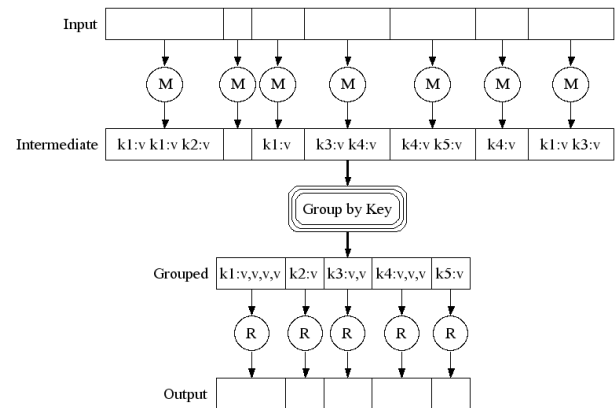 Input
M M M M M M M
Intermediate k1:v k1:v k2:v k1:v k3:v k4:v k4:v k5:v k4:v k1:v k3:v
Group by Key
Grouped k1:v,v,v,v k2:v k3:v,v k4:v,v,v k5:v
R R R R R
Output